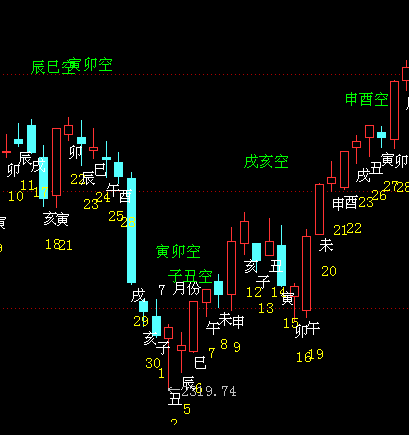 辰巳空
寅卯空
申酉空
戌亥空
寅卯空
子丑空
7 月份
寅
卯
10
辰
11
戌
17
亥
18
寅
21
卯
22
辰
23
巳
24
午
25
酉
戌
29
亥
30
子
1
丑
2
辰
5
巳
6
午
7
未
8
申
9
亥
12
子
13
丑
14
寅
15
卯
16
午
19
未
20
申
21
酉
22
戌
23
丑
26
寅
27
卯
28
2319.74